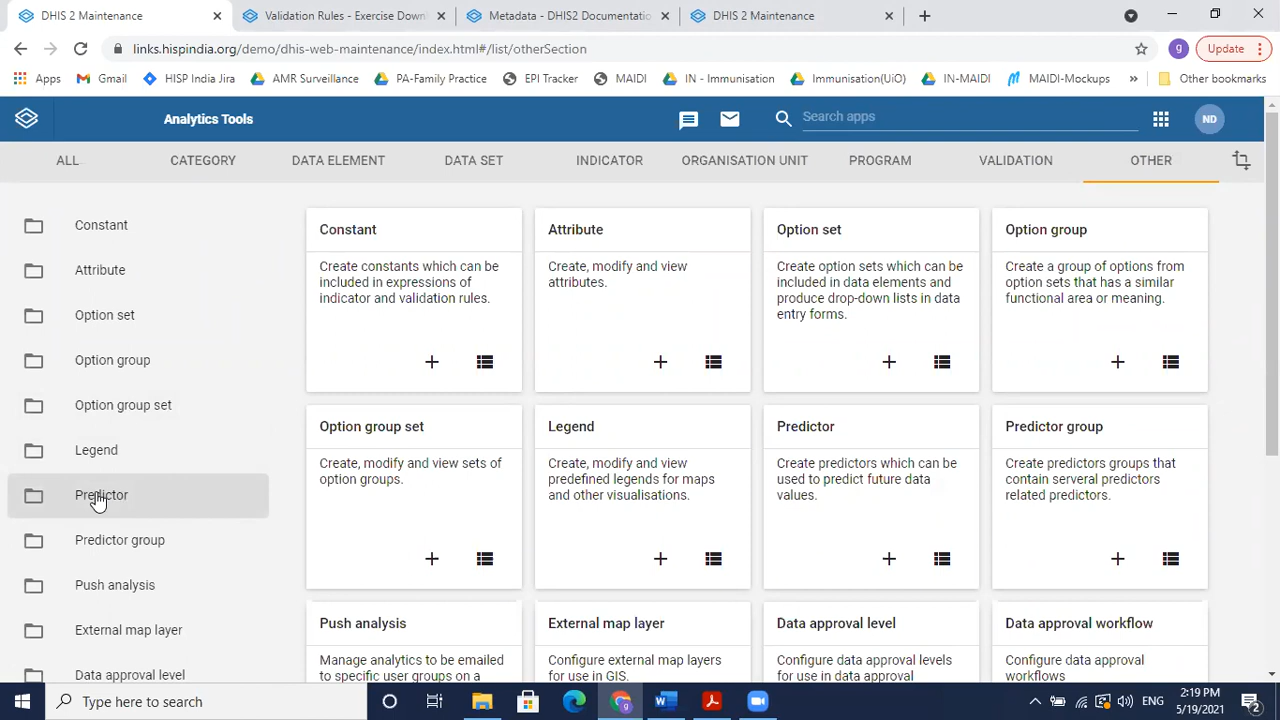 DHIS 2 Maintenance
Validation Rules - Exercise Down
Metadata - DHIS2 Documentatio
DHIS 2 Maintenance
links.hispindia.org/demo/dhis-web-maintenance/index.html#/list/otherSection
g
Update
Apps
Gmail
HISP India Jira
AMR Surveillance
PA-Family Practice
EPI Tracker
MAIDI
IN - Immunisation
Immunisation(UiO)
IN-MAIDI
MAIDI-Mockups
»
Other bookmarks
Analytics Tools
Search apps
ND
ALL
CATEGORY
DATA ELEMENT
DATA SET
INDICATOR
ORGANISATION UNIT
PROGRAM
VALIDATION
OTHER
Constant
Attribute
Option set
Option group
Option group set
Legend
Predictor
Predictor group
Push analysis
External map layer
Data approval level
Constant
Create constants which can be
included in expressions of
indicator and validation rules.
Attribute
Create, modify and view
attributes.
Option set
Create option sets which can be
included in data elements and
produce drop-down lists in data
entry forms.
Option group
Create a group of options from
option sets that has a similar
functional area or meaning.
Option group set
Create, modify and view sets of
option groups.
Legend
Create, modify and view
predefined legends for maps
and other visualisations.
Predictor
Create predictors which can be
used to predict future data
values.
Predictor group
Create predictors groups that
contain serveral predictors
related predictors.
Push analysis
Manage analytics to be emailed
to specific user groups on a
External map layer
Configure external map layers
for use in GIS.
Data approval level
Configure data approval levels
for use in data approval
Data approval workflow
Configure data approval
workflows
Type here to search
ENG
2:19 PM
5/19/2021
2